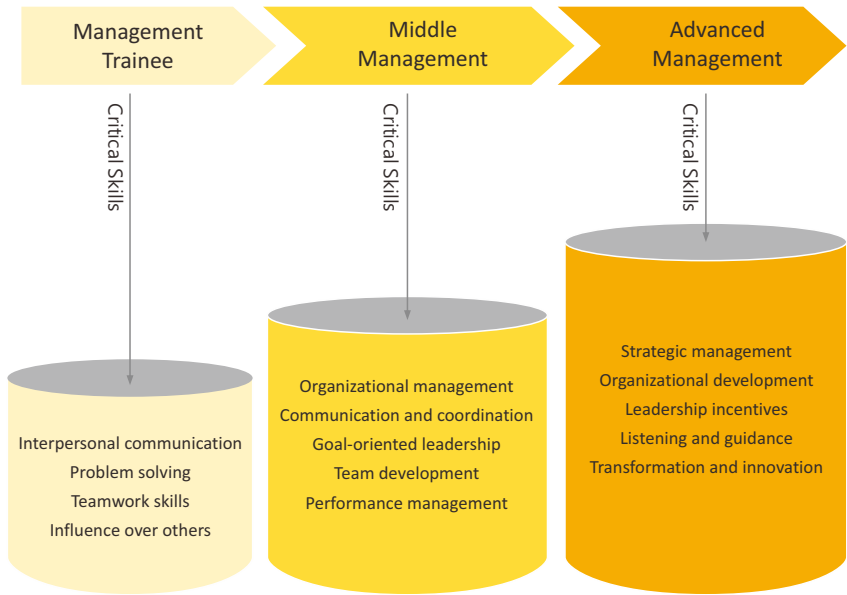 Management
Trainee
Middle
Management
Advanced
Management
Critical Skills
Critical Skills
Critical Skills
Interpersonal communication
Problem solving
Teamwork skills
Influence over others
Organizational management
Communication and coordination
Goal-oriented leadership
Team development
Performance management
Strategic management
Organizational development
Leadership incentives
Listening and guidance
Transformation and innovation